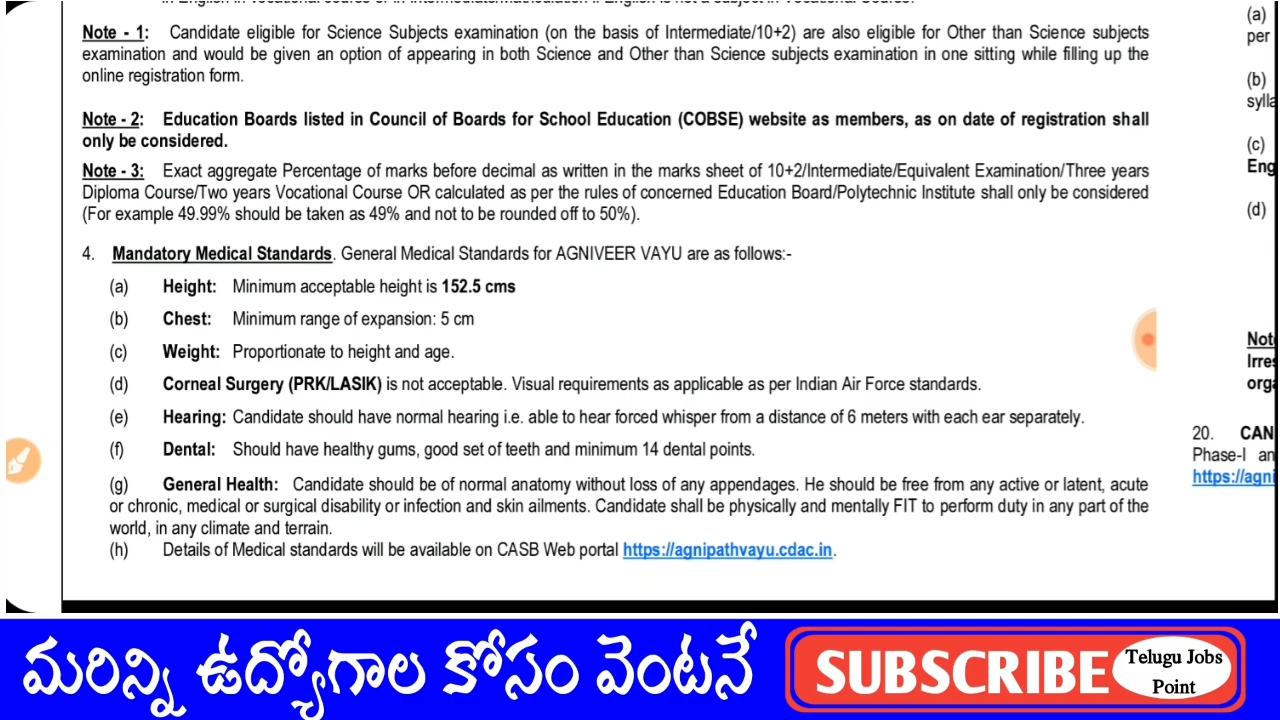 Note - 1: Candidate eligible for Science Subjects examination (on the basis of Intermediate/10+2) are also eligible for Other than Science subjects
examination and would be given an option of appearing in both Science and Other than Science subjects examination in one sitting while filling up the
online registration form.
Note - 2: Education Boards listed in Council of Boards for School Education (COBSE) website as members, as on date of registration shall
only be considered.
Note - 3: Exact aggregate Percentage of marks before decimal as written in the marks sheet of 10+2/Intermediate/Equivalent Examination/Three years
Diploma Course/Two years Vocational Course OR calculated as per the rules of concerned Education Board/Polytechnic Institute shall only be considered
(For example 49.99% should be taken as 49% and not to be rounded off to 50%).
4. Mandatory Medical Standards. General Medical Standards for AGNIVEER VAYU are as follows:-
(a) Height: Minimum acceptable height is 152.5 cms
(b) Chest: Minimum range of expansion: 5 cm
(c) Weight: Proportionate to height and age.
(d) Corneal Surgery (PRK/LASIK) is not acceptable. Visual requirements as applicable as per Indian Air Force standards.
(e) Hearing: Candidate should have normal hearing i.e. able to hear forced whisper from a distance of 6 meters with each ear separately.
(f) Dental: Should have healthy gums, good set of teeth and minimum 14 dental points.
(g) General Health: Candidate should be of normal anatomy without loss of any appendages. He should be free from any active or latent, acute
or chronic, medical or surgical disability or infection and skin ailments. Candidate shall be physically and mentally FIT to perform duty in any part of the
world, in any climate and terrain.
(h) Details of Medical standards will be available on CASB Web portal https://agnipathvayu.cdac.in.
(a)
per
(b)
(c)
(d)
20. CAN
Phase-I an
https://agni
మరిన్ని ఉద్యోగాల కోసం వెంటనే
SUBSCRIBE
Telugu Jobs
Point